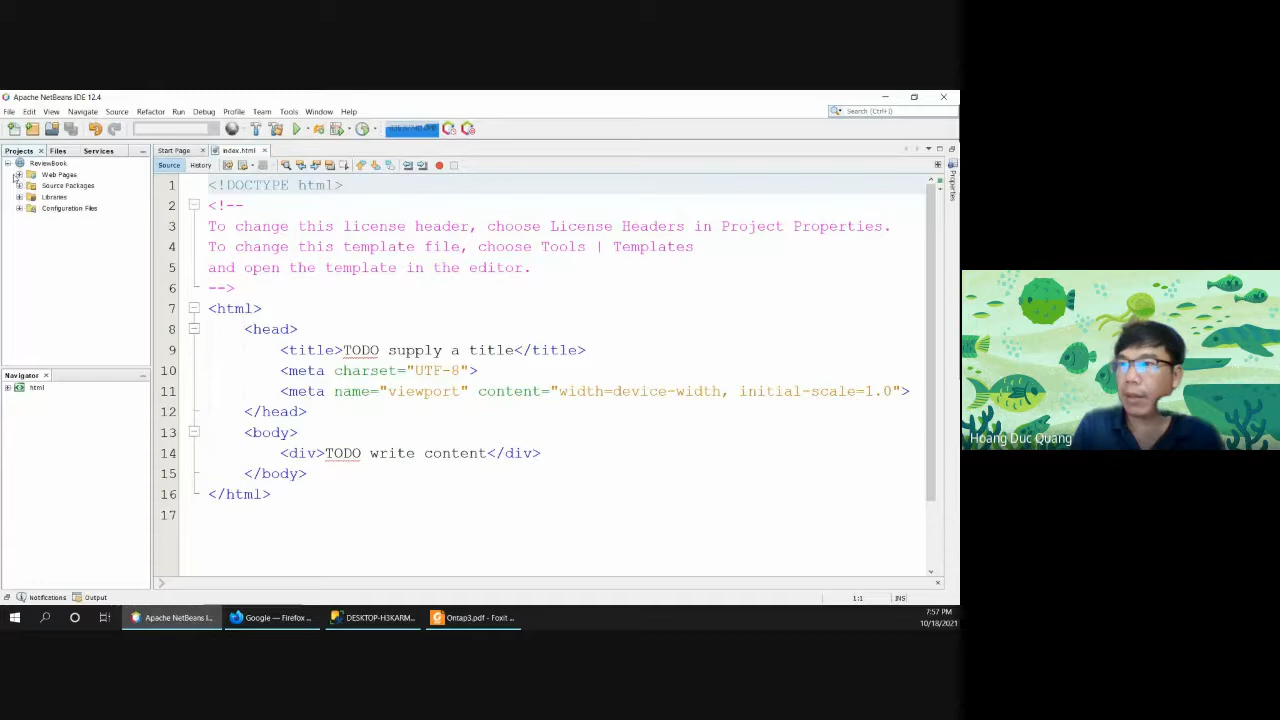 Apache NetBeans IDE 12.4
File Edit View Navigate Source Refactor Run Debug Profile Team Tools Window Help
Search (Ctrl+I)
Projects Files Services
Start Page index.html
Source History
ReviewBook
Web Pages
Source Packages
Libraries
Configuration Files
Navigator
html
Properties
1 <!DOCTYPE html>
2 <!--
3 To change this license header, choose License Headers in Project Properties.
4 To change this template file, choose Tools | Templates
5 and open the template in the editor.
6 -->
7 <html>
8 <head>
9 <title>TODO supply a title</title>
10 <meta charset="UTF-8">
11 <meta name="viewport" content="width=device-width, initial-scale=1.0">
12 </head>
13 <body>
14 <div>TODO write content</div>
15 </body>
16 </html>
17
Notifications Output
1:1 INS
Apache NetBeans I...
Google — Firefox ...
DESKTOP-H3KARM...
Ontap3.pdf - Foxit ...
7:57 PM
10/18/2021
Hoang Duc Quang